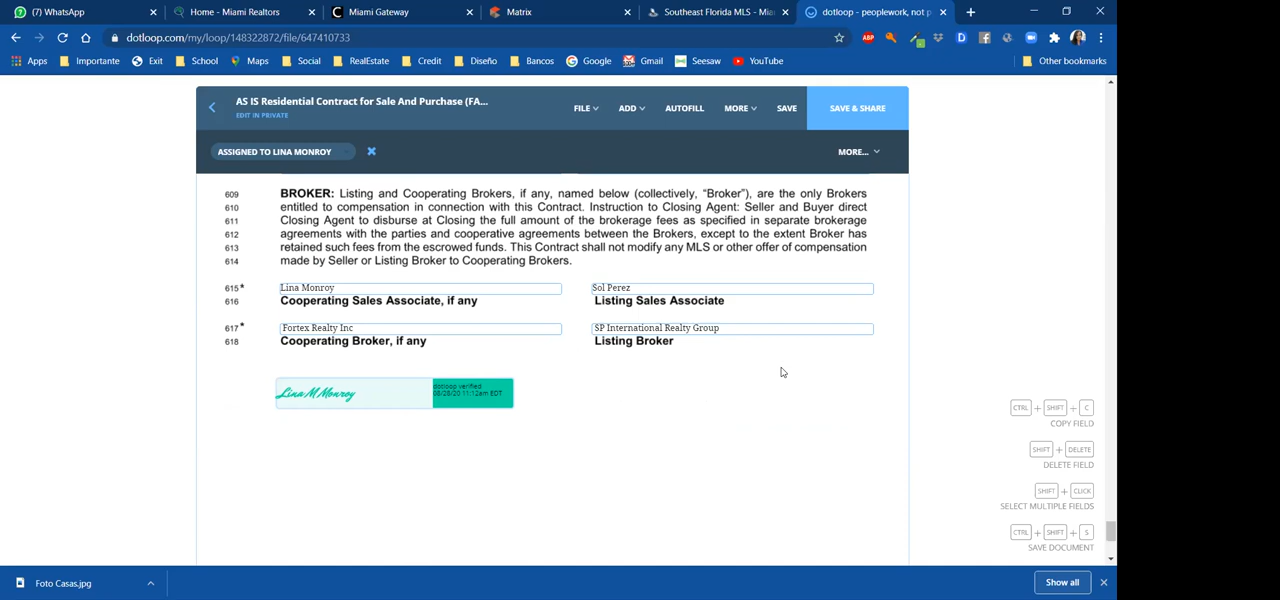 (7) WhatsApp
Home - Miami Realtors
Miami Gateway
Matrix
Southeast Florida MLS - Mia
dotloop - peoplework, not p
dotloop.com/my/loop/148322872/file/647410733
Apps Importante Exit School Maps Social RealEstate Credit Diseño Bancos Google Gmail Seesaw YouTube Other bookmarks
AS IS Residential Contract for Sale And Purchase (FA...
EDIT IN PRIVATE
FILE ADD AUTOFILL MORE SAVE SAVE & SHARE
ASSIGNED TO LINA MONROY
MORE...
609 BROKER: Listing and Cooperating Brokers, if any, named below (collectively, “Broker”), are the only Brokers
610 entitled to compensation in connection with this Contract. Instruction to Closing Agent: Seller and Buyer direct
611 Closing Agent to disburse at Closing the full amount of the brokerage fees as specified in separate brokerage
612 agreements with the parties and cooperative agreements between the Brokers, except to the extent Broker has
613 retained such fees from the escrowed funds. This Contract shall not modify any MLS or other offer of compensation
614 made by Seller or Listing Broker to Cooperating Brokers.
615* Lina Monroy Sol Perez
616 Cooperating Sales Associate, if any Listing Sales Associate
617* Fortex Realty Inc SP International Realty Group
618 Cooperating Broker, if any Listing Broker
Lina M Monroy
dotloop verified
08/28/20 11:12am EDT
CTRL + SHIFT + C
COPY FIELD
SHIFT + DELETE
DELETE FIELD
SHIFT + CLICK
SELECT MULTIPLE FIELDS
CTRL + SHIFT + S
SAVE DOCUMENT
Foto Casas.jpg
Show all